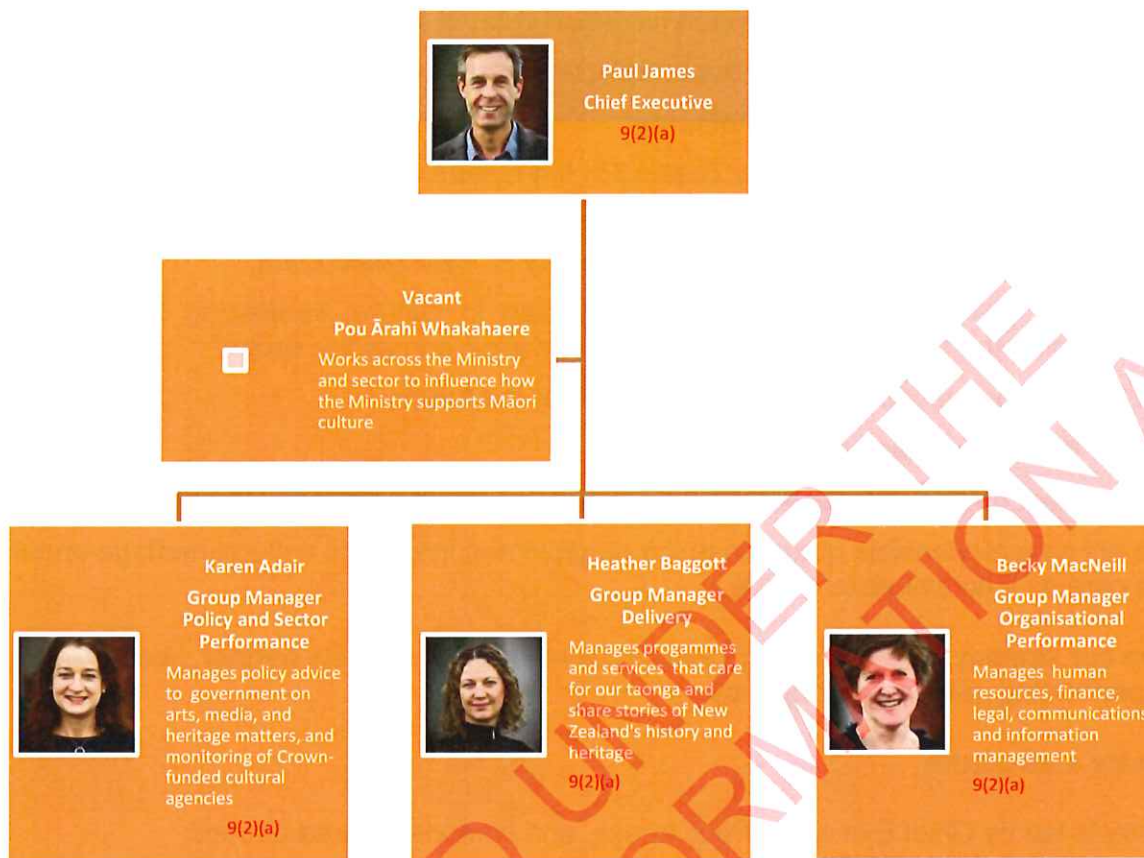 Paul James
Chief Executive
9(2)(a)
Vacant
Pou Ārahi Whakahaere
Works across the Ministry
and sector to influence how
the Ministry supports Māori
culture
Karen Adair
Group Manager
Policy and Sector
Performance
Manages policy advice
to government on
arts, media, and
heritage matters, and
monitoring of Crown-
funded cultural
agencies
9(2)(a)
Heather Baggott
Group Manager
Delivery
Manages progammes
and services that care
for our taonga and
share stories of New
Zealand's history and
heritage
9(2)(a)
Becky MacNeill
Group Manager
Organisational
Performance
Manages human
resources, finance,
legal, communications
and information
management
9(2)(a)
D UNDER THE
ORMATION A